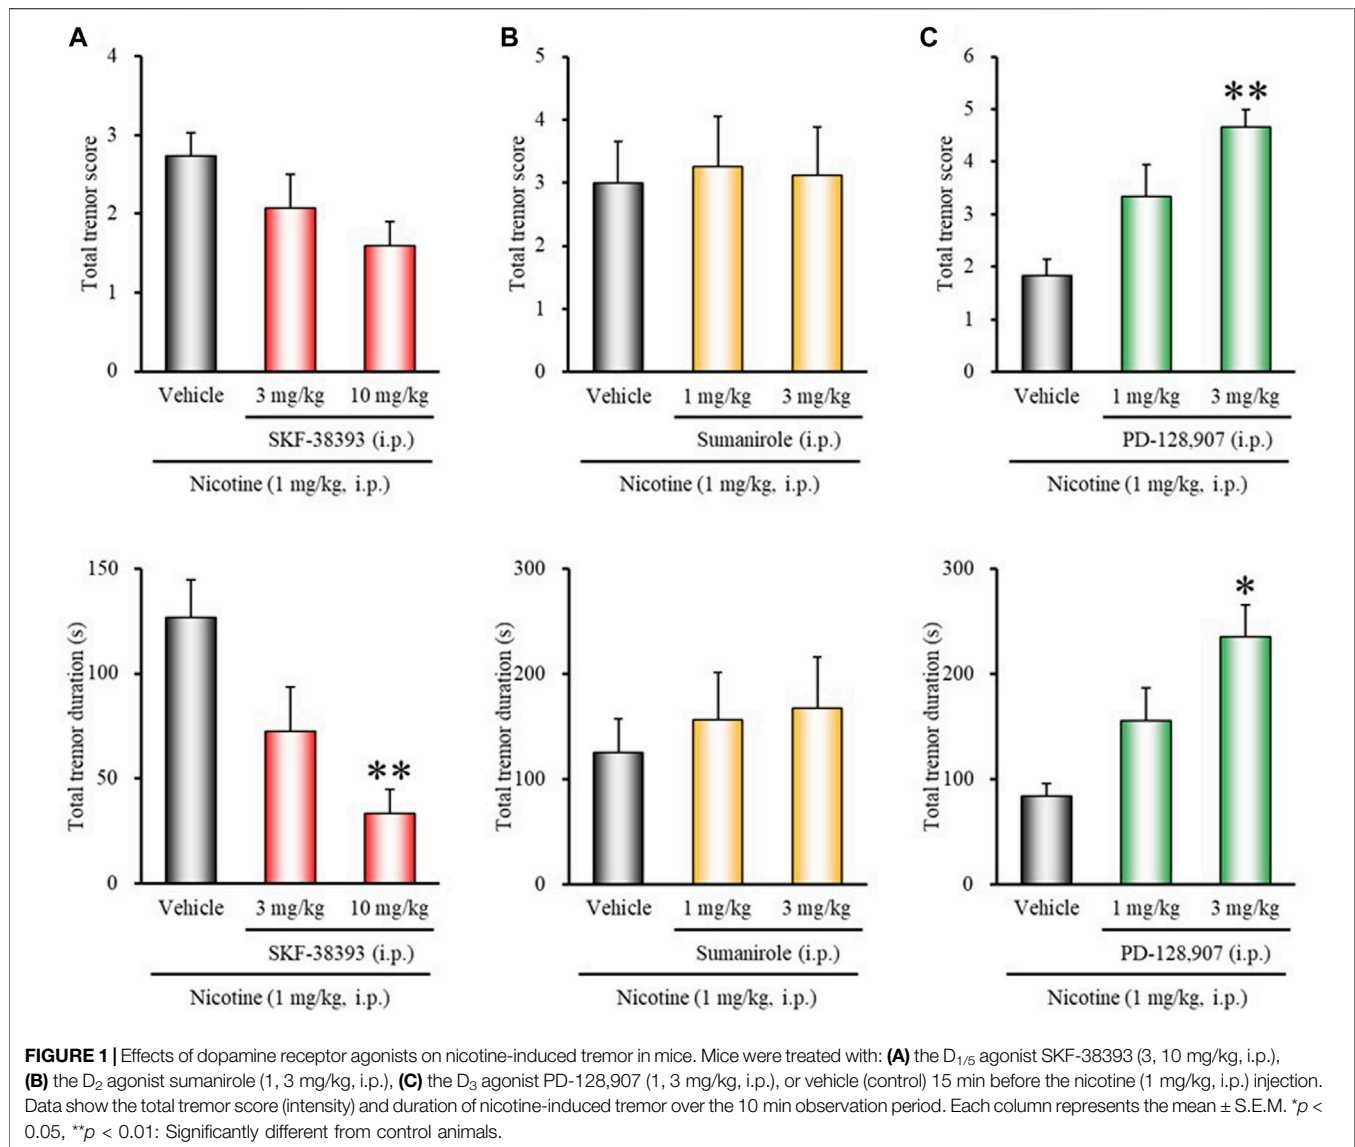 A
B
C
4
3
2
1
0
Total tremor score
Vehicle
3 mg/kg
10 mg/kg
SKF-38393 (i.p.)
Nicotine (1 mg/kg, i.p.)
5
4
3
2
1
0
Total tremor score
Vehicle
1 mg/kg
3 mg/kg
Sumanirole (i.p.)
Nicotine (1 mg/kg, i.p.)
6
5
4
3
2
1
0
Total tremor score
**
Vehicle
1 mg/kg
3 mg/kg
PD-128,907 (i.p.)
Nicotine (1 mg/kg, i.p.)
150
100
50
0
Total tremor duration (s)
**
Vehicle
3 mg/kg
10 mg/kg
SKF-38393 (i.p.)
Nicotine (1 mg/kg, i.p.)
300
200
100
0
Total tremor duration (s)
Vehicle
1 mg/kg
3 mg/kg
Sumanirole (i.p.)
Nicotine (1 mg/kg, i.p.)
300
200
100
0
Total tremor duration (s)
*
Vehicle
1 mg/kg
3 mg/kg
PD-128,907 (i.p.)
Nicotine (1 mg/kg, i.p.)
FIGURE 1 | Effects of dopamine receptor agonists on nicotine-induced tremor in mice. Mice were treated with: (A) the D1/5 agonist SKF-38393 (3, 10 mg/kg, i.p.),
(B) the D2 agonist sumanirole (1, 3 mg/kg, i.p.), (C) the D3 agonist PD-128,907 (1, 3 mg/kg, i.p.), or vehicle (control) 15 min before the nicotine (1 mg/kg, i.p.) injection.
Data show the total tremor score (intensity) and duration of nicotine-induced tremor over the 10 min observation period. Each column represents the mean ± S.E.M. *p <
0.05, **p < 0.01: Significantly different from control animals.